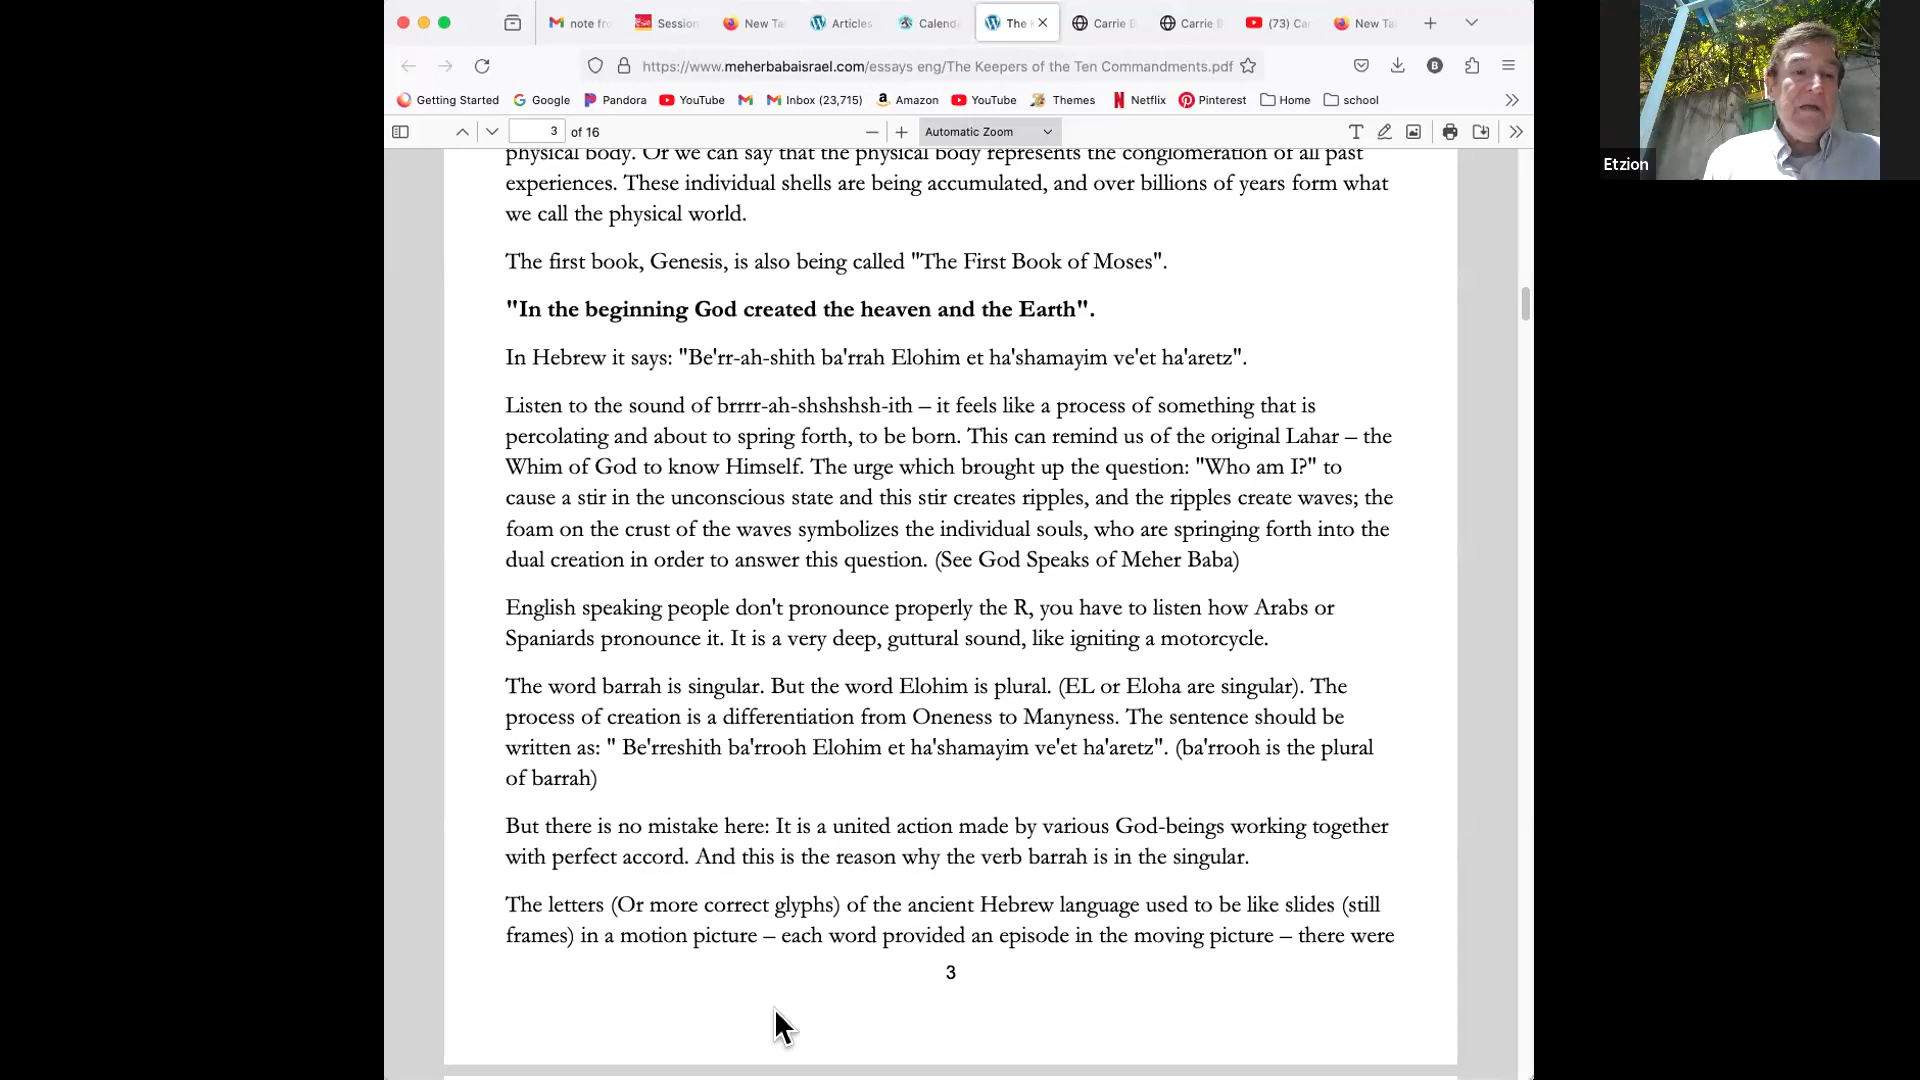 note fro
Session
New Ta
Articles
Calend
The
Carrie B
Carrie B
(73) Ca
New Ta
https://www.meherbabaisrael.com/essays eng/The Keepers of the Ten Commandments.pdf
B
Getting Started
Google
Pandora
YouTube
Inbox (23,715)
Amazon
YouTube
Themes
Netflix
Pinterest
Home
school
3 of 16
Automatic Zoom
physical body. Or we can say that the physical body represents the conglomeration of all past
experiences. These individual shells are being accumulated, and over billions of years form what
we call the physical world.
The first book, Genesis, is also being called "The First Book of Moses".
"In the beginning God created the heaven and the Earth".
In Hebrew it says: "Be'rr-ah-shith ba'rrah Elohim et ha'shamayim ve'et ha'aretz".
Listen to the sound of brrrr-ah-shshshsh-ith – it feels like a process of something that is
percolating and about to spring forth, to be born. This can remind us of the original Lahar – the
Whim of God to know Himself. The urge which brought up the question: "Who am I?" to
cause a stir in the unconscious state and this stir creates ripples, and the ripples create waves; the
foam on the crust of the waves symbolizes the individual souls, who are springing forth into the
dual creation in order to answer this question. (See God Speaks of Meher Baba)
English speaking people don't pronounce properly the R, you have to listen how Arabs or
Spaniards pronounce it. It is a very deep, guttural sound, like igniting a motorcycle.
The word barrah is singular. But the word Elohim is plural. (EL or Eloha are singular). The
process of creation is a differentiation from Oneness to Manyness. The sentence should be
written as: " Be'rreshith ba'rrooh Elohim et ha'shamayim ve'et ha'aretz". (ba'rrooh is the plural
of barrah)
But there is no mistake here: It is a united action made by various God-beings working together
with perfect accord. And this is the reason why the verb barrah is in the singular.
The letters (Or more correct glyphs) of the ancient Hebrew language used to be like slides (still
frames) in a motion picture – each word provided an episode in the moving picture – there were
3
Etzion